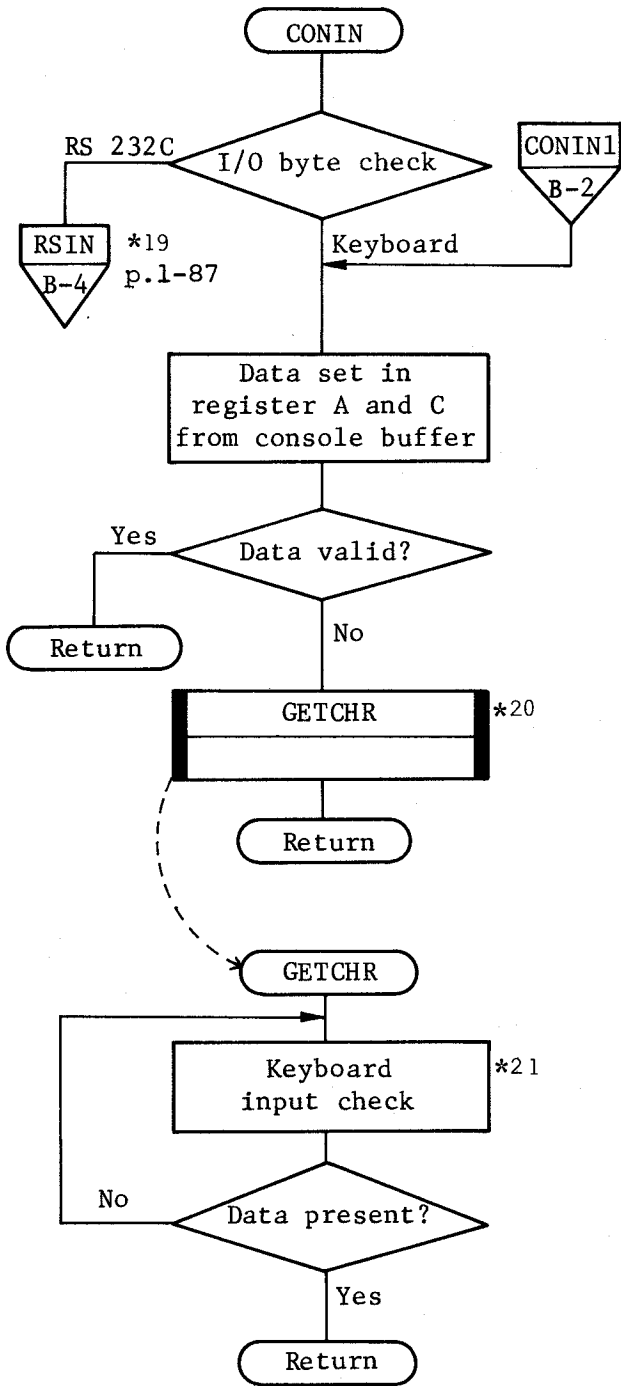 CONIN
RS 232C
I/O byte check
CONIN1
B-2
RSIN
*19
B-4
p.1-87
Keyboard
Data set in
register A and C
from console buffer
Yes
Data valid?
Return
No
GETCHR
*20
Return
GETCHR
Keyboard
input check
*21
No
Data present?
Yes
Return